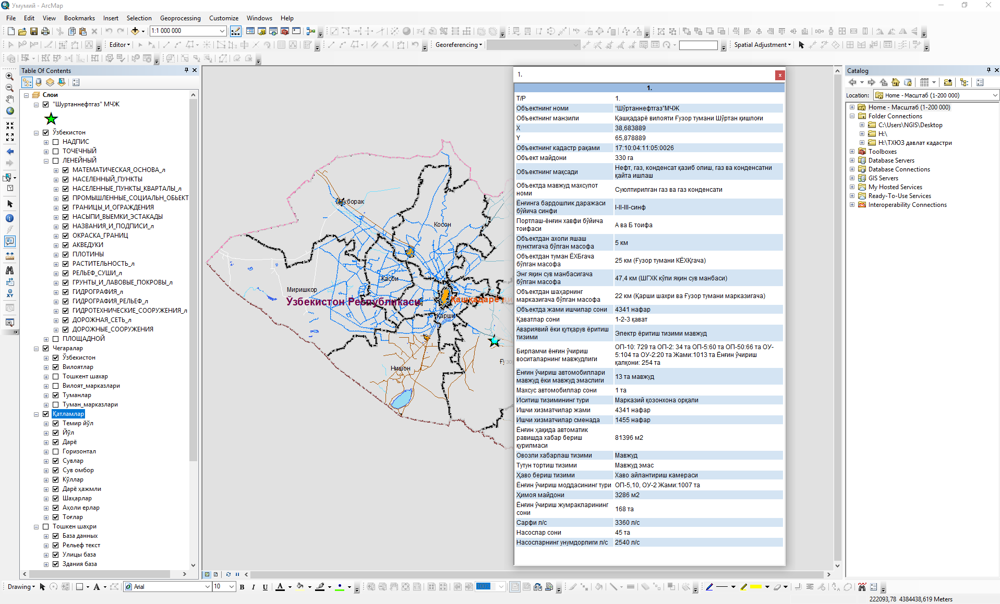 Умумий - ArcMap
File Edit View Bookmarks Insert Selection Geoprocessing Customize Windows Help
1:1 000 000
Editor
Georeferencing
Spatial Adjustment
Table Of Contents
Слои
"Шуртаннефтгаз" МЧЖ
Ўзбекистон
НАДПИС
ТОЧЕЧНЫЙ
ЛЕНЕЙНЫЙ
МАТЕМАТИЧЕСКАЯ_ОСНОВА_л
НАСЕЛЕННЫЙ_ПУНКТЫ
НАСЕЛЕННЫЕ_ПУНКТЫ_КВАРТАЛЫ_л
ПРОМЫШЛЕННЫЕ_СОЦИАЛЬН_ОБЬЕКТ
ГРАНИЦЫ_И_ОГРАЖДЕНИЯ
НАСЫПИ_ВЫЕМКИ_ЭСТАКАДЫ
НАЗВАНИЯ_И_ПОДПИСИ_л
ОКРАСКА_ГРАНИЦ
АКВЕДУКИ
ПЛОТИНЫ
РАСТИТЕЛЬНОСТЬ_л
РЕЛЬЕФ_СУШИ_л
ГРУНТЫ_И_ЛАВОВЫЕ_ПОКРОВЫ_л
ГИДРОГРАФИЯ_л
ГИДРОГРАФИЯ_РЕЛЬЕФ_л
ГИДРОТЕХНИЧЕСКИЕ_СООРУЖЕНИЯ_л
ДОРОЖНАЯ_СЕТЬ_л
ДОРОЖНЫЕ_СООРУЖЕНИЯ
ПЛОЩАДНОЙ
Чегаралар
Ўзбекистон
Вилоятлар
Тошкент шахар
Вилоят_марказлари
Туманлар
Туман_марказлари
Қатламлар
Темир йўл
Йўл
Дарё
Горизонтал
Сувлар
Сув омбор
Кўллар
Дарё ҳажмли
Шаҳарлар
Аҳоли ерлар
Тоғлар
Тошкен шаҳри
База данных
Рельеф текст
Улицы база
Здания база
Муборак
Косон
Касби
Миришкор
Ўзбекистон Республикаси
Қашқадарё
Қарши
Нишон
Ғузор
1.
1.
Т/Р 1.
Объектнинг номи "Шўртаннефтгаз"МЧЖ
Объектнинг манзили Қашқадарё вилояти Ғузор тумани Шўртан қишлоғи
X 38,683889
Y 65,878889
Объектнинг кадастр рақами 17:10:04:11:05:0026
Объект майдони 330 га
Объектнинг мақсади Нефт, газ, конденсат қазиб олиш, газ ва конденсатни
қайта ишлаш
Объектда мавжуд махсулот
номи Суюлтирилган газ ва газ конденсати
Ёнғинга бардошлик даражаси
бўйича синфи I-II-III-синф
Портлаш-ёнғин хавфи бўйича
тоифаси А ва Б тоифа
Объектдан ахоли яшаш
пунктигача бўлган масофа 5 км
Объектдан туман ЁХБгача
бўлган масофа 25 км (Ғузор тумани КЁХҚгача)
Энг яқин сув манбасигача
бўлган масофа 47,4 км (ШГХК кўли яқин сув манбаси)
Объектдан шаҳарнинг
марказигача бўлган масофа 22 км (Қарши шахри ва Ғузор тумани марказигача)
Объектда жами ишчилар сони 4341 нафар
Қаватлар сони 1-2-3 қават
Авариявий ёки қутқарув ёритиш
тизими Электр ёритиш тизими мавжуд
Бирламчи ёнғин ўчириш
воситаларнинг мавжудлиги ОП-10: 729 та ОП-2: 34 та ОП-5:60 та ОП-50:66 та ОУ-
5:104 та ОУ-2:20 та Жами:1013 та Ёнғин ўчириш
қалқони: 254 та
Ёнғин ўчириш автомобиллари
мавжуд ёки мавжуд эмаслиги 13 та мавжуд
Махсус автомобиллар сони 1 та
Иситиш тизимининг тури Марказий қозонхона орқали
Ишчи хизматчилар жами 4341 нафар
Ишчи хизматчилар сменада 1455 нафар
Ёнғин ҳақида автоматик
равишда хабар бериш
қурилмаси 81396 м2
Овозли хабарлаш тизими Мавжуд
Тутун тортиш тизими Мавжуд эмас
Ҳаво бериш тизими Хаво айлантириш камераси
Ёнғин ўчириш моддасининг тури ОП-5,10, ОУ-2 Жами:1007 та
Ҳимоя майдони 3286 м2
Ёнғин ўчириш жумракларининг
сони 168 та
Сарфи л/с 3360 л/с
Насослар сони 45 та
Насосларнинг унумдорлиги л/с 2540 л/с
Catalog
Location: Home - Масштаб (1-200 000)
Home - Масштаб (1-200 000)
Folder Connections
C:\Users\NGIS\Desktop
H:\
H:\ТХЮЗ давлат кадастри
Toolboxes
Database Servers
Database Connections
GIS Servers
My Hosted Services
Ready-To-Use Services
Interoperability Connections
Drawing Arial 10 B I U A 100%
222093,78 4384438,619 Meters